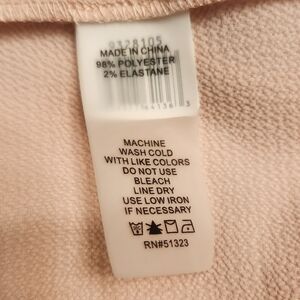 9328105
MADE IN CHINA
98% POLYESTER
2% ELASTANE
MACHINE
WASH COLD
WITH LIKE COLORS
DO NOT USE
BLEACH
LINE DRY
USE LOW IRON
IF NECESSARY
RN#51323